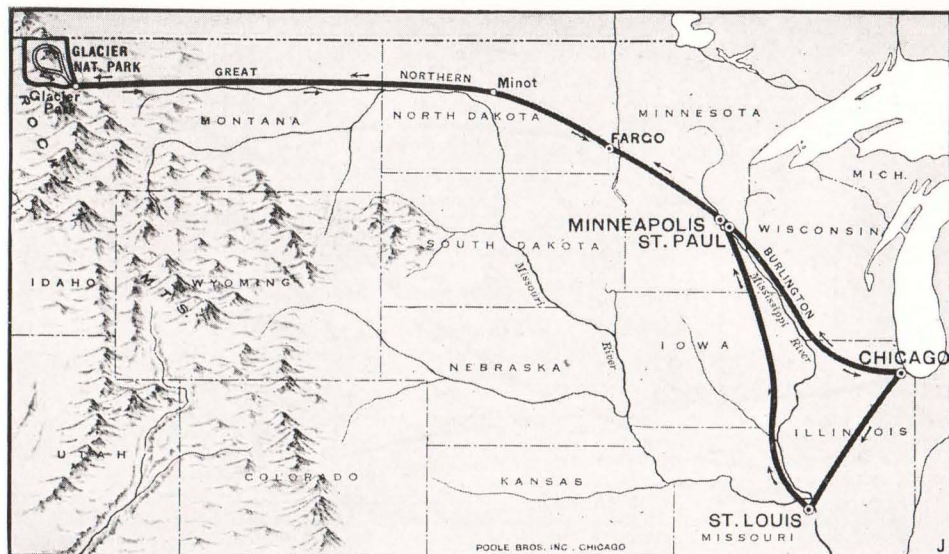 GLACIER
NAT. PARK
Glacier
Park
GREAT
NORTHERN
Minot
ROCKY
MONTANA
NORTH DAKOTA
MINNESOTA
FARGO
MICH.
MINNEAPOLIS
ST. PAUL
WISCONSIN
SOUTH DAKOTA
BURLINGTON
IDAHO
MTS.
WYOMING
Missouri
River
Mississippi
River
IOWA
CHICAGO
NEBRASKA
ILLINOIS
UTAH
COLORADO
KANSAS
ST. LOUIS
MISSOURI
POOLE BROS. INC., CHICAGO